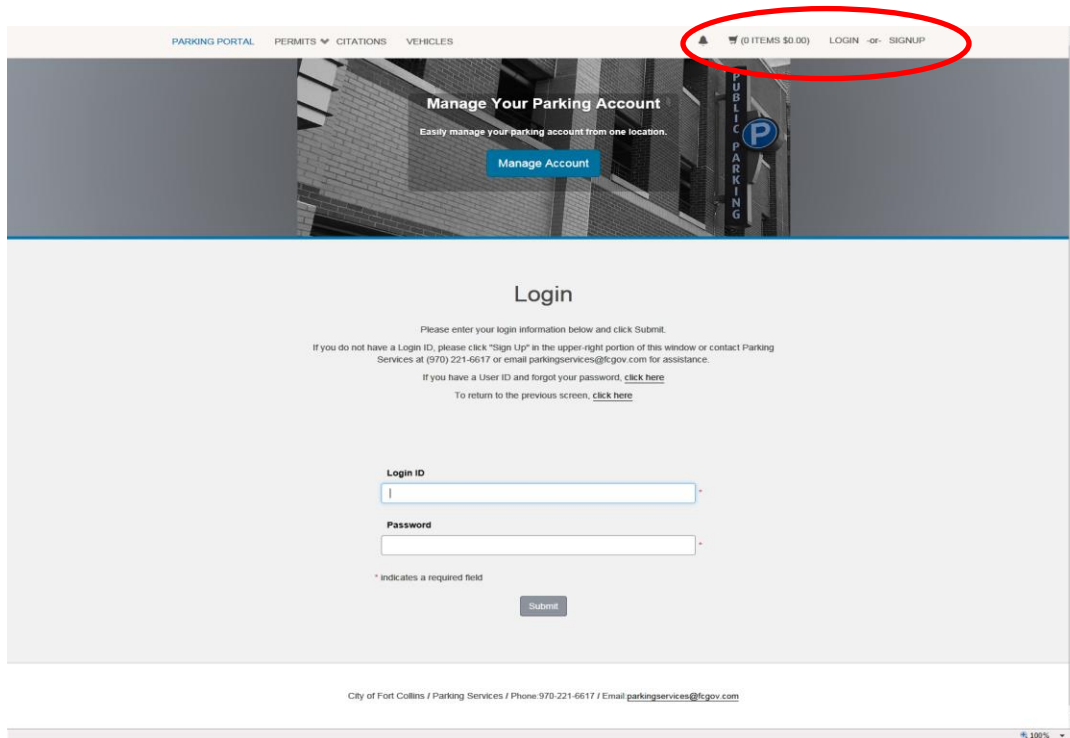 PARKING PORTAL PERMITS CITATIONS VEHICLES (0 ITEMS $0.00) LOGIN -or- SIGNUP
Manage Your Parking Account
Easily manage your parking account from one location.
Manage Account
PUBLIC PARKING
P
Login
Please enter your login information below and click Submit.
If you do not have a Login ID, please click "Sign Up" in the upper-right portion of this window or contact Parking
Services at (970) 221-6617 or email parkingservices@fcgov.com for assistance.
If you have a User ID and forgot your password, click here
To return to the previous screen, click here
Login ID
*
Password
*
* indicates a required field
Submit
City of Fort Collins / Parking Services / Phone:970-221-6617 / Email:parkingservices@fcgov.com
100%